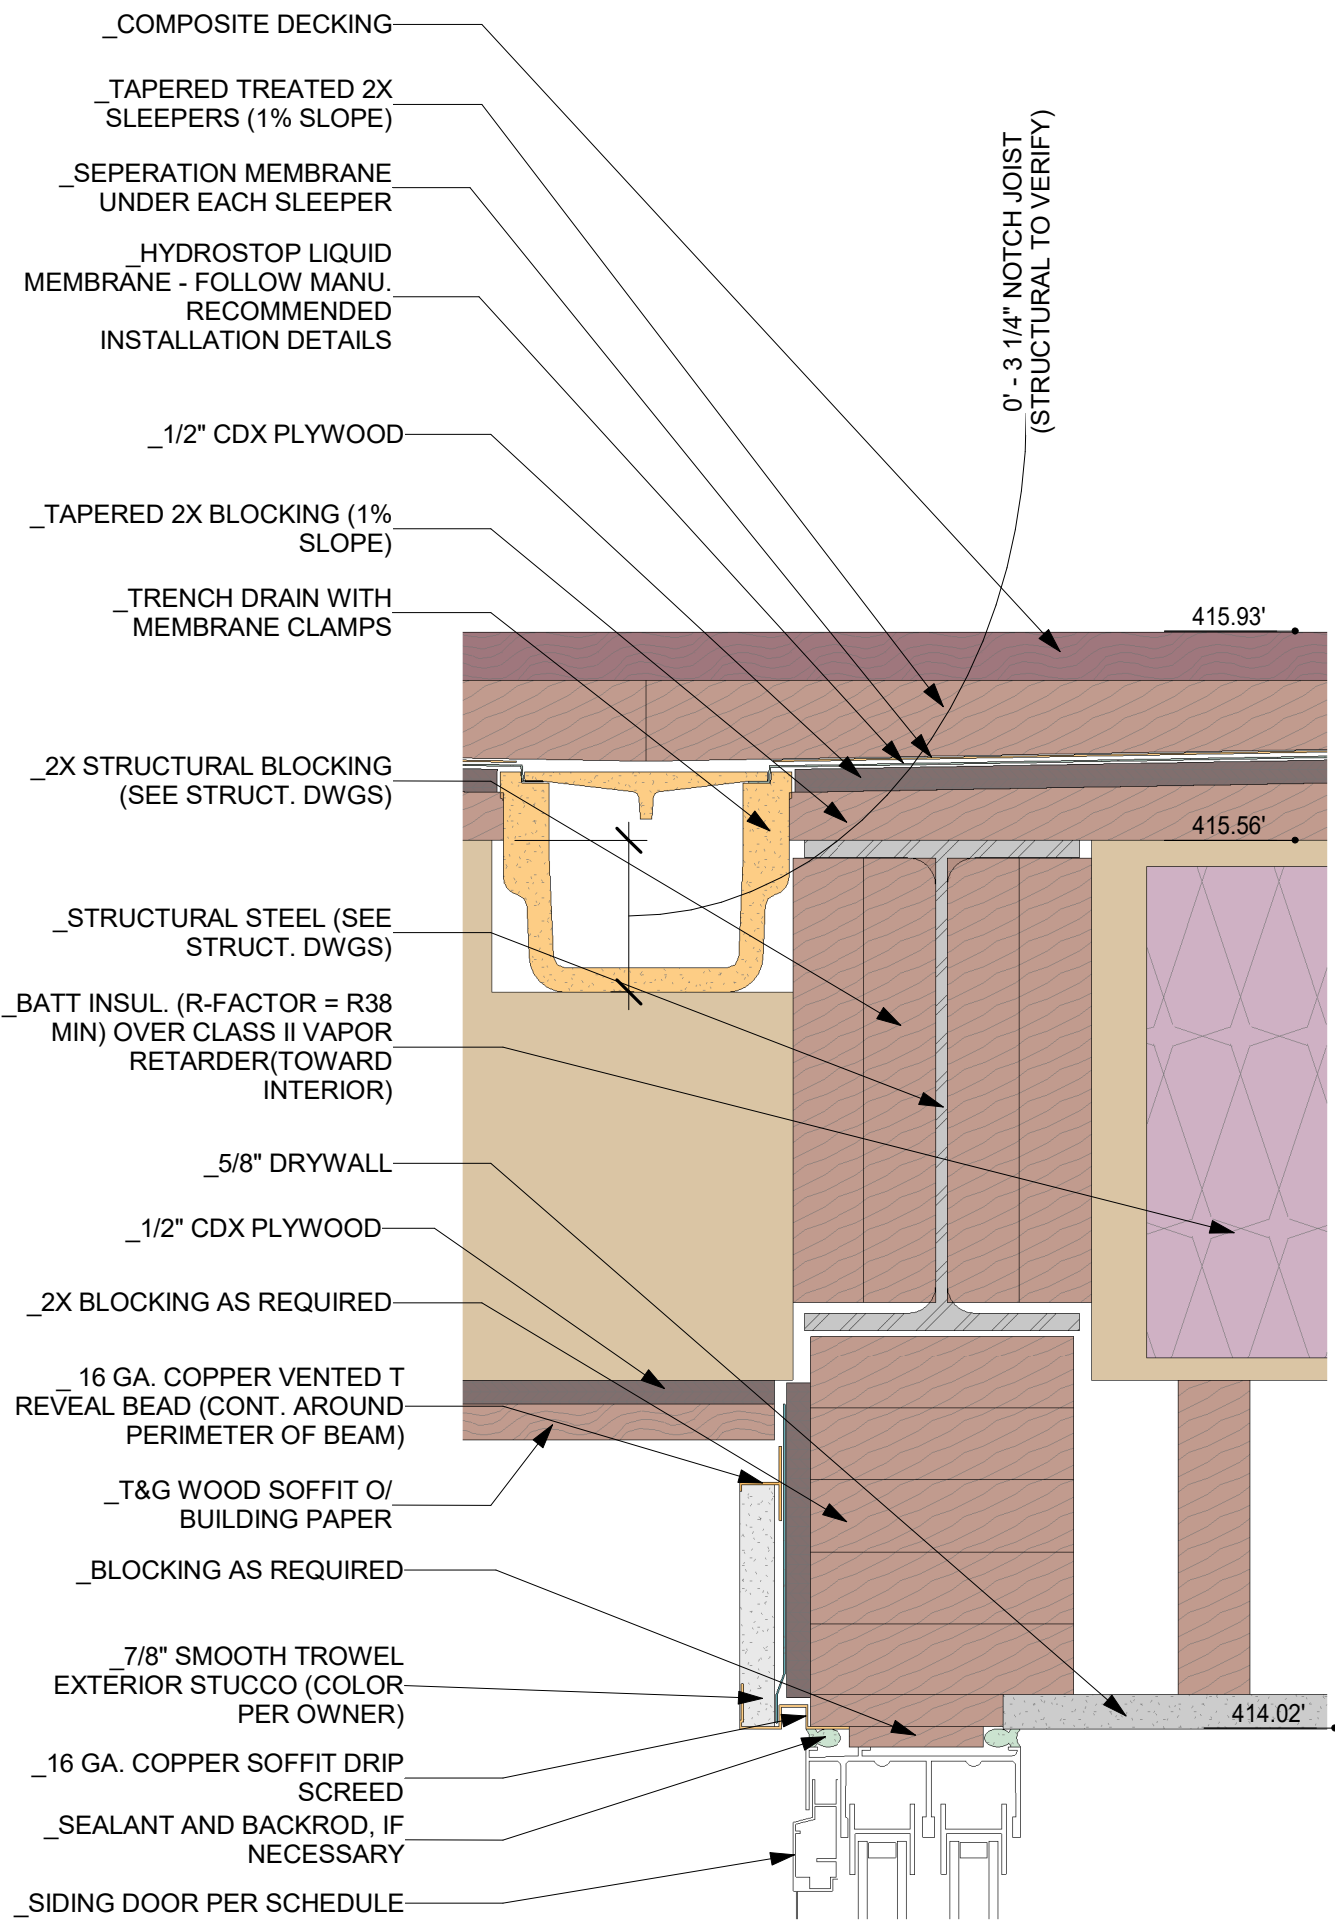 _COMPOSITE DECKING
_TAPERED TREATED 2X
SLEEPERS (1% SLOPE)
_SEPERATION MEMBRANE
UNDER EACH SLEEPER
_HYDROSTOP LIQUID
MEMBRANE - FOLLOW MANU.
RECOMMENDED
INSTALLATION DETAILS
_1/2" CDX PLYWOOD
_TAPERED 2X BLOCKING (1%
SLOPE)
_TRENCH DRAIN WITH
MEMBRANE CLAMPS
_2X STRUCTURAL BLOCKING
(SEE STRUCT. DWGS)
_STRUCTURAL STEEL (SEE
STRUCT. DWGS)
_BATT INSUL. (R-FACTOR = R38
MIN) OVER CLASS II VAPOR
RETARDER(TOWARD
INTERIOR)
_5/8" DRYWALL
_1/2" CDX PLYWOOD
_2X BLOCKING AS REQUIRED
_ 16 GA. COPPER VENTED T
REVEAL BEAD (CONT. AROUND
PERIMETER OF BEAM)
_T&G WOOD SOFFIT O/
BUILDING PAPER
_BLOCKING AS REQUIRED
_7/8" SMOOTH TROWEL
EXTERIOR STUCCO (COLOR
PER OWNER)
_16 GA. COPPER SOFFIT DRIP
SCREED
_SEALANT AND BACKROD, IF
NECESSARY
_SIDING DOOR PER SCHEDULE
0' - 3 1/4" NOTCH JOIST
(STRUCTURAL TO VERIFY)
415.93'
415.56'
414.02'